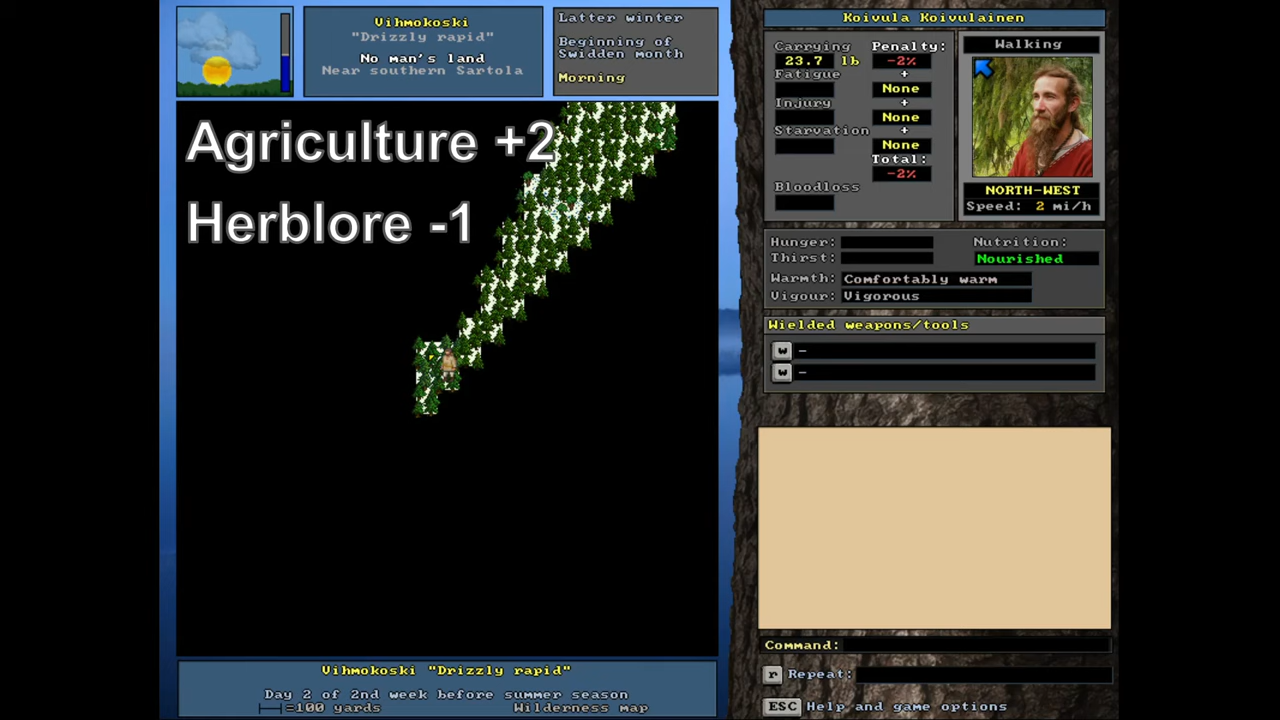 Vihmokoski
"Drizzly rapid"
No man's land
Near southern Sartola
Latter winter
Beginning of
Swidden month
Morning
Agriculture +2
Herblore -1
Vihmokoski "Drizzly rapid"
Day 2 of 2nd week before summer season
=100 yards
Wilderness map
Koivula Koivulainen
Carrying
23.7 lb
Fatigue
Injury
Starvation
Bloodloss
Penalty:
-2%
+
None
+
None
+
None
Total:
-2%
Walking
NORTH-WEST
Speed: 2 mi/h
Hunger:
Thirst:
Nutrition:
Nourished
Warmth: Comfortably warm
Vigour: Vigorous
Wielded weapons/tools
w -
w -
Command:
r Repeat:
ESC Help and game options